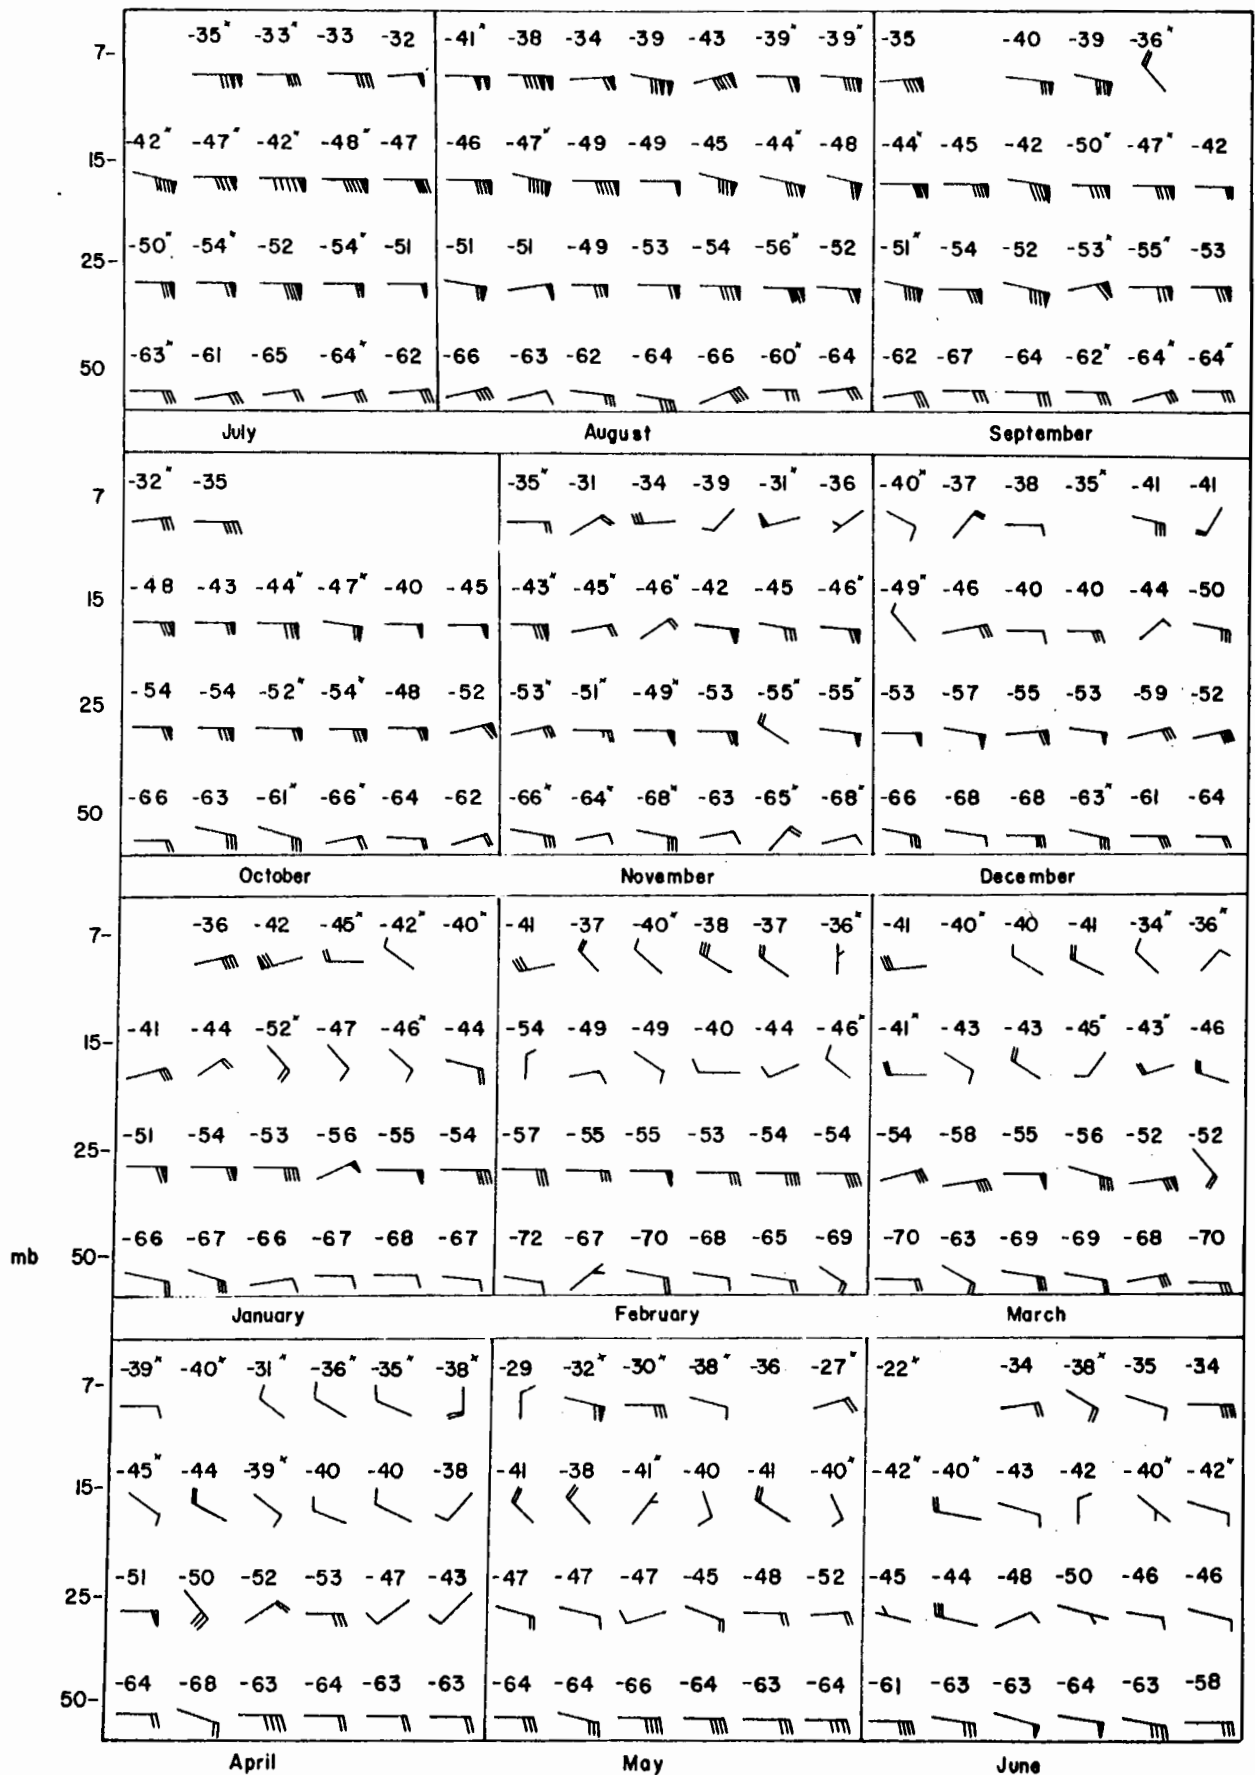 -35* -33* -33 -32 -41* -38 -34 -39 -43 -39* -39* -35 -40 -39 -36*
7-
-42* -47* -42* -48* -47 -46 -47* -49 -49 -45 -44* -48 -44* -45 -42 -50* -47* -42
15-
-50* -54* -52 -54* -51 -51 -51 -49 -53 -54 -56* -52 -51* -54 -52 -53* -55* -53
25-
-63* -61 -65 -64* -62 -66 -63 -62 -64 -66 -60* -64 -62 -67 -64 -62* -64* -64*
50
July August September
-32* -35 -35* -31 -34 -39 -31* -36 -40* -37 -38 -35* -41 -41
7
-48 -43 -44* -47* -40 -45 -43* -45* -46* -42 -45 -46* -49* -46 -40 -40 -44 -50
15
-54 -54 -52* -54* -48 -52 -53* -51* -49* -53 -55* -55* -53 -57 -55 -53 -59 -52
25
-66 -63 -61* -66* -64 -62 -66* -64* -68* -63 -65* -68* -66 -68 -68 -63* -61 -64
50
October November December
-36 -42 -45* -42* -40* -41 -37 -40* -38 -37 -36* -41 -40* -40 -41 -34* -36*
7-
-41 -44 -52* -47 -46* -44 -54 -49 -49 -40 -44 -46* -41* -43 -43 -45* -43* -46
15-
-51 -54 -53 -56 -55 -54 -57 -55 -55 -53 -54 -54 -54 -58 -55 -56 -52 -52
25-
-66 -67 -66 -67 -68 -67 -72 -67 -70 -68 -65 -69 -70 -63 -69 -69 -68 -70
mb 50-
January February March
-39* -40* -31* -36* -35* -38* -29 -32* -30* -38* -36 -27* -22* -34 -38* -35 -34
7-
-45* -44 -39* -40 -40 -38 -41 -38 -41* -40 -41 -40* -42* -40* -43 -42 -40* -42*
15-
-51 -50 -52 -53 -47 -43 -47 -47 -47 -45 -48 -52 -45 -44 -48 -50 -46 -46
25-
-64 -68 -63 -64 -63 -63 -64 -64 -66 -64 -63 -64 -61 -63 -63 -64 -63 -58
50-
April May June